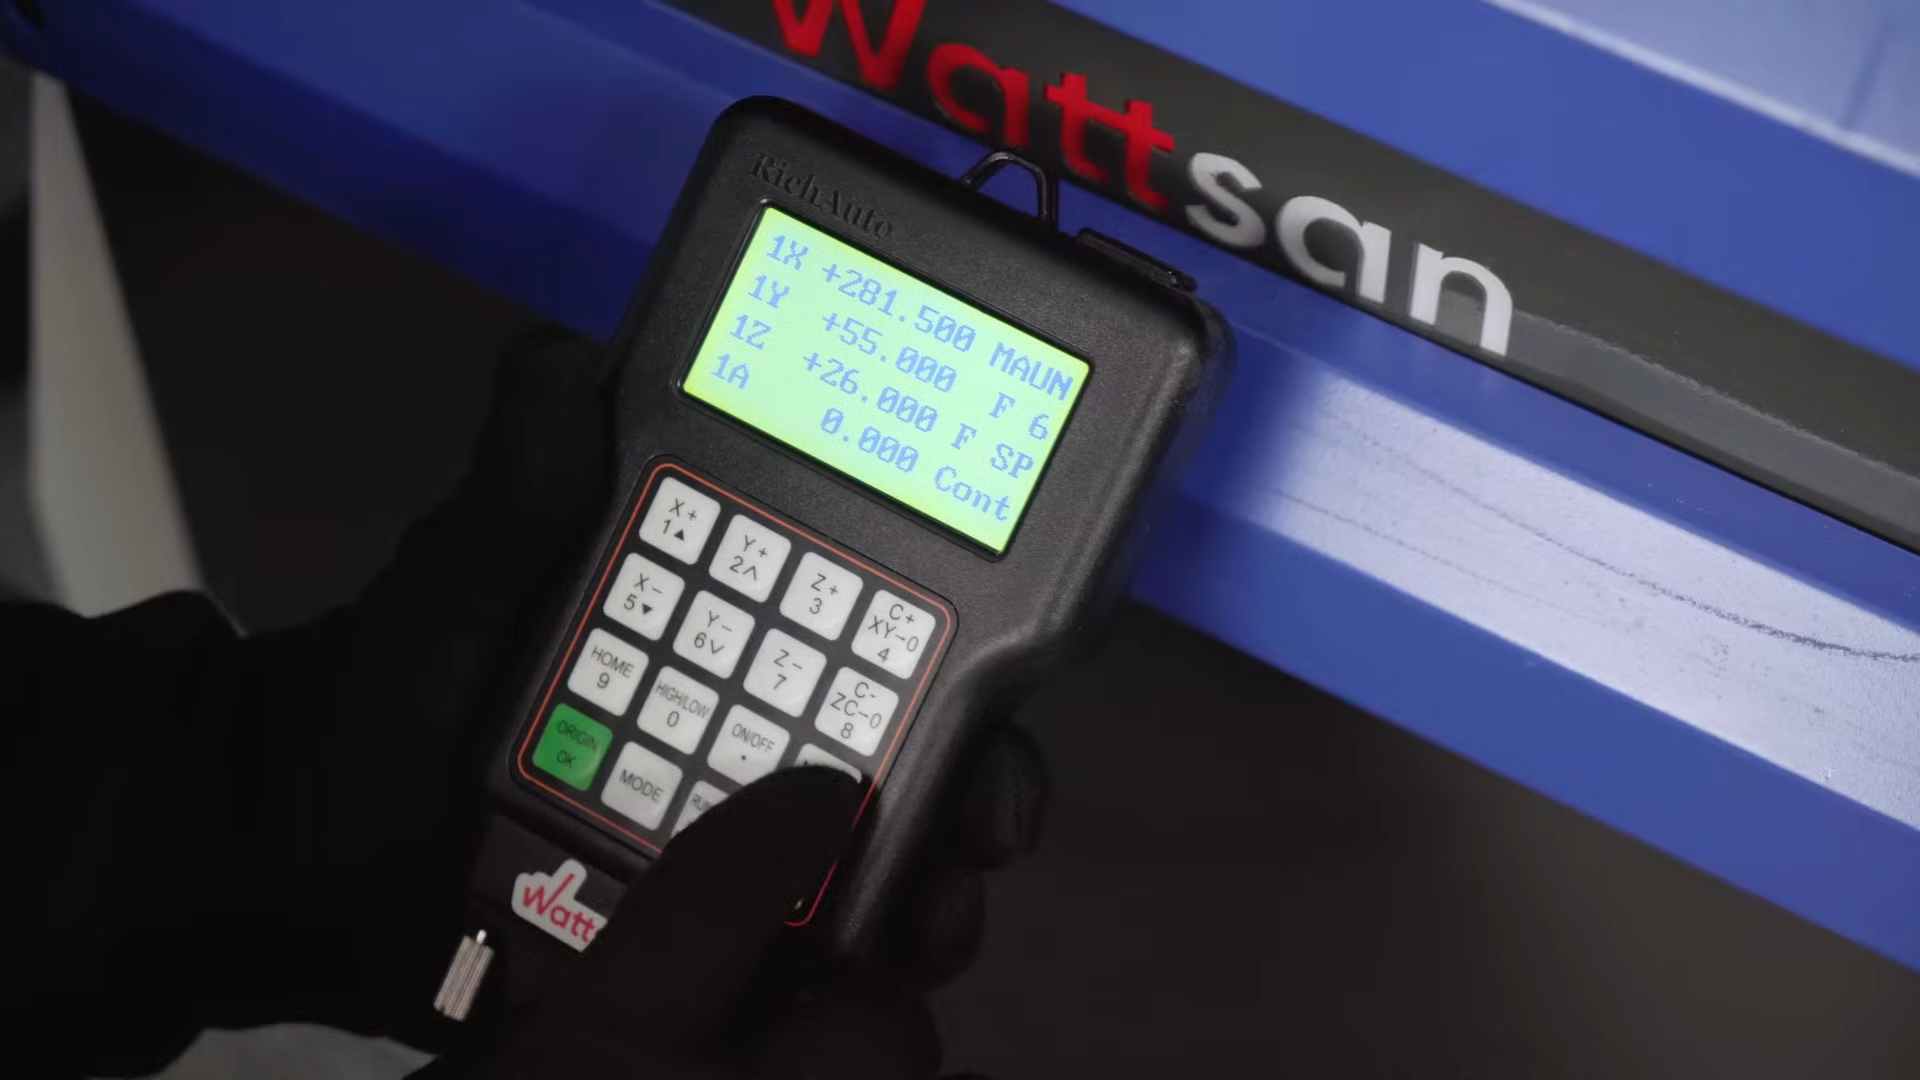 Wattsan
RichAuto
1X +281.500 MAUN
1Y +55.000 F 6
1Z +26.000 F SP
1A 0.000 Cont
X+ 1▲
Y+ 2∧
Z+ 3
C+ XY-0 4
X- 5▼
Y- 6∨
Z- 7
C- ZC-0 8
HOME 9
HIGH/LOW 0
ON/OFF .
ORIGIN OK
MODE
Watt